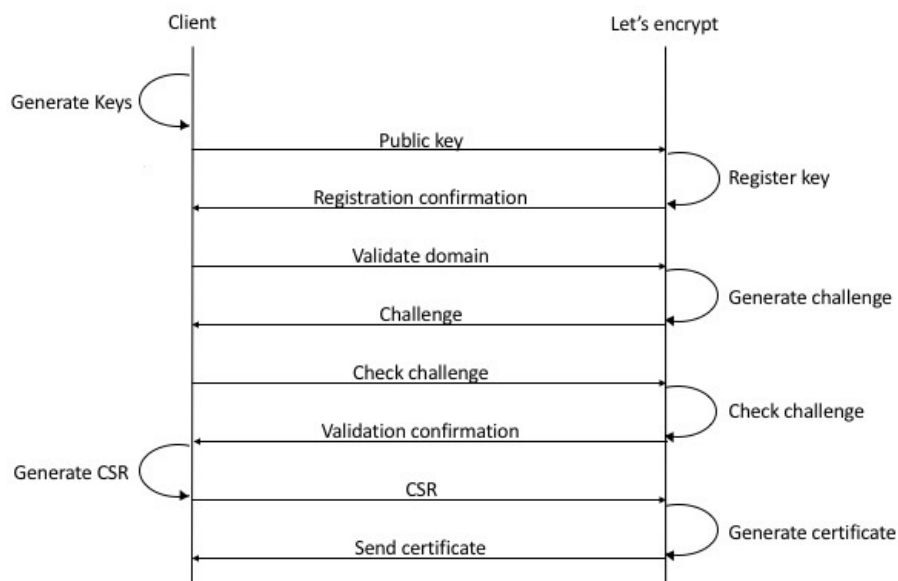 Client
Let's encrypt
Generate Keys
Public key
Register key
Registration confirmation
Validate domain
Generate challenge
Challenge
Check challenge
Check challenge
Validation confirmation
Generate CSR
CSR
Generate certificate
Send certificate